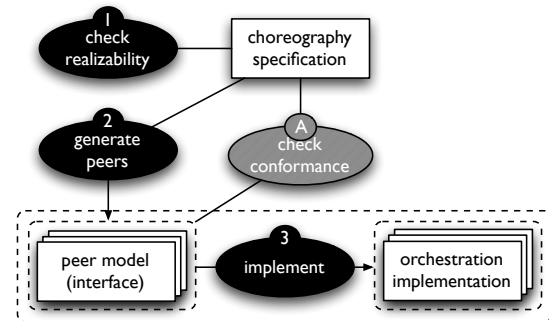 1
check
realizability
choreography
specification
2
generate
peers
A
check
conformance
peer model
(interface)
3
implement
orchestration
implementation